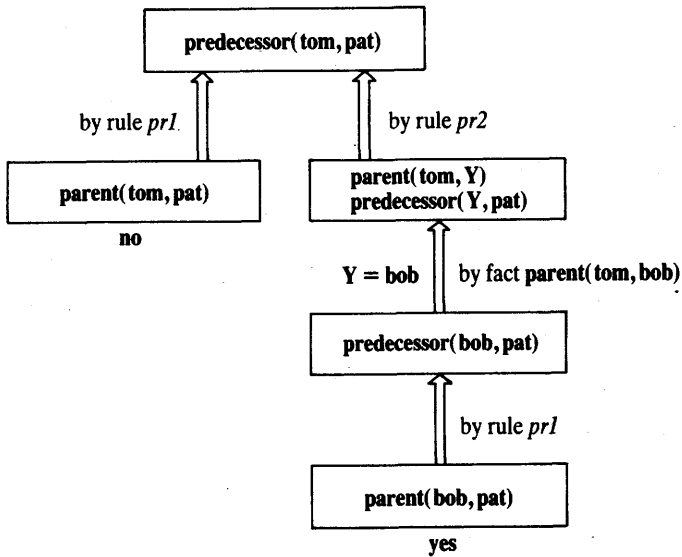 predecessor(tom,pat)
by rule pr1.
by rule pr2
parent(tom,pat)
no
parent(tom,Y)
predecessor(Y,pat)
Y = bob
by fact parent(tom,bob)
predecessor(bob,pat)
by rule pr1
parent(bob,pat)
yes